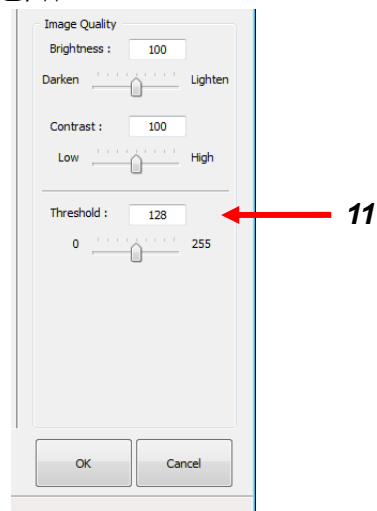 Image Quality
Brightness : 100
Darken Lighten
Contrast : 100
Low High
Threshold : 128
11
0 255
OK Cancel